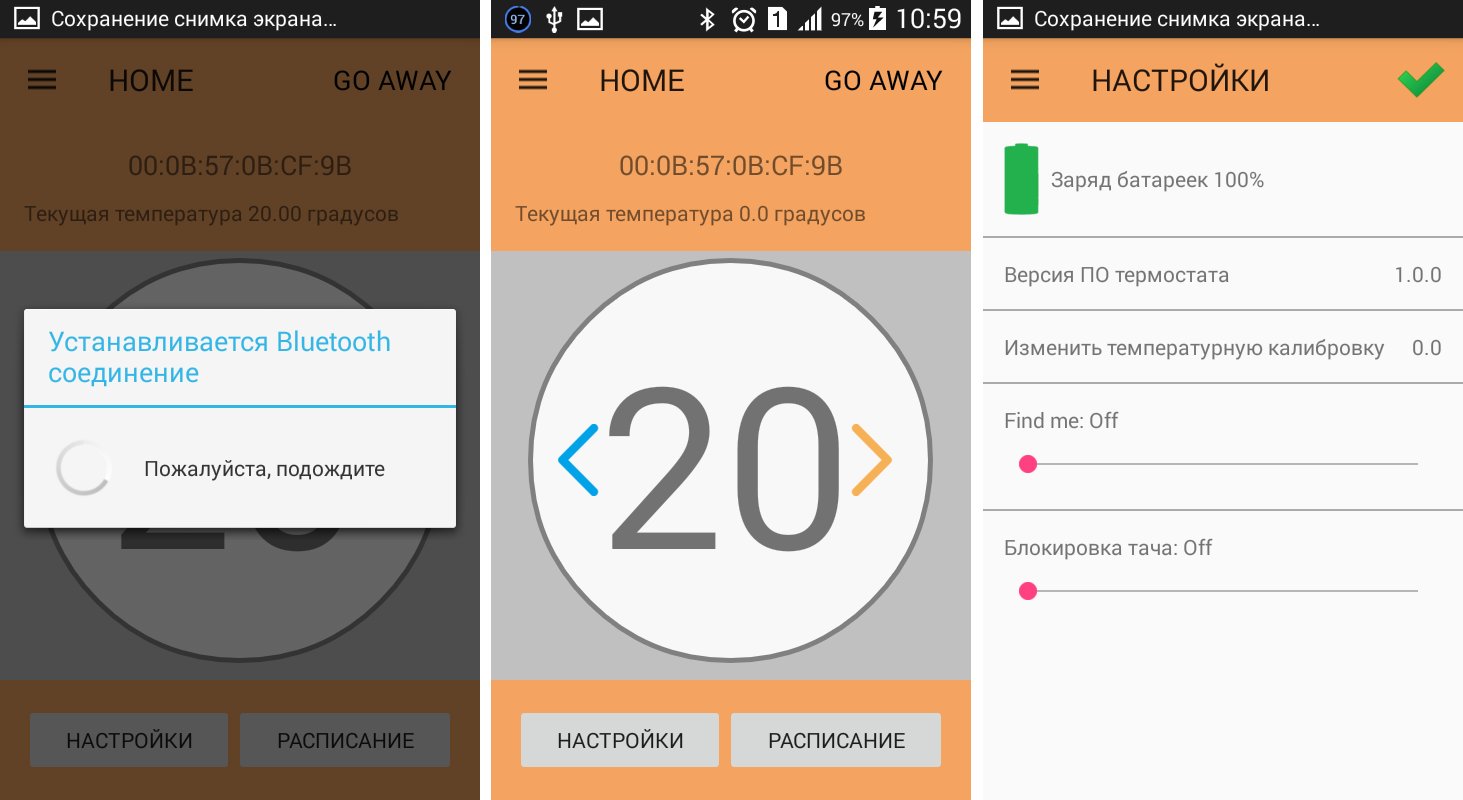 Сохранение снимка экрана…
HOME
GO AWAY
00:0B:57:0B:CF:9B
Текущая температура 20.00 градусов
Устанавливается Bluetooth
соединение
Пожалуйста, подождите
НАСТРОЙКИ
РАСПИСАНИЕ
97
1
97%
10:59
HOME
GO AWAY
00:0B:57:0B:CF:9B
Текущая температура 0.0 градусов
20
НАСТРОЙКИ
РАСПИСАНИЕ
Сохранение снимка экрана…
НАСТРОЙКИ
Заряд батареек 100%
Версия ПО термостата
1.0.0
Изменить температурную калибровку
0.0
Find me: Off
Блокировка тача: Off